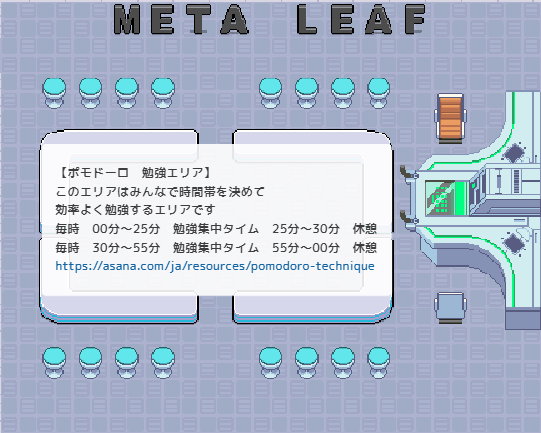 META LEAF
【ポモドーロ　勉強エリア】
このエリアはみんなで時間帯を決めて
効率よく勉強するエリアです
毎時　00分～25分　勉強集中タイム　25分～30分　休憩
毎時　30分～55分　勉強集中タイム　55分～00分　休憩
https://asana.com/ja/resources/pomodoro-technique